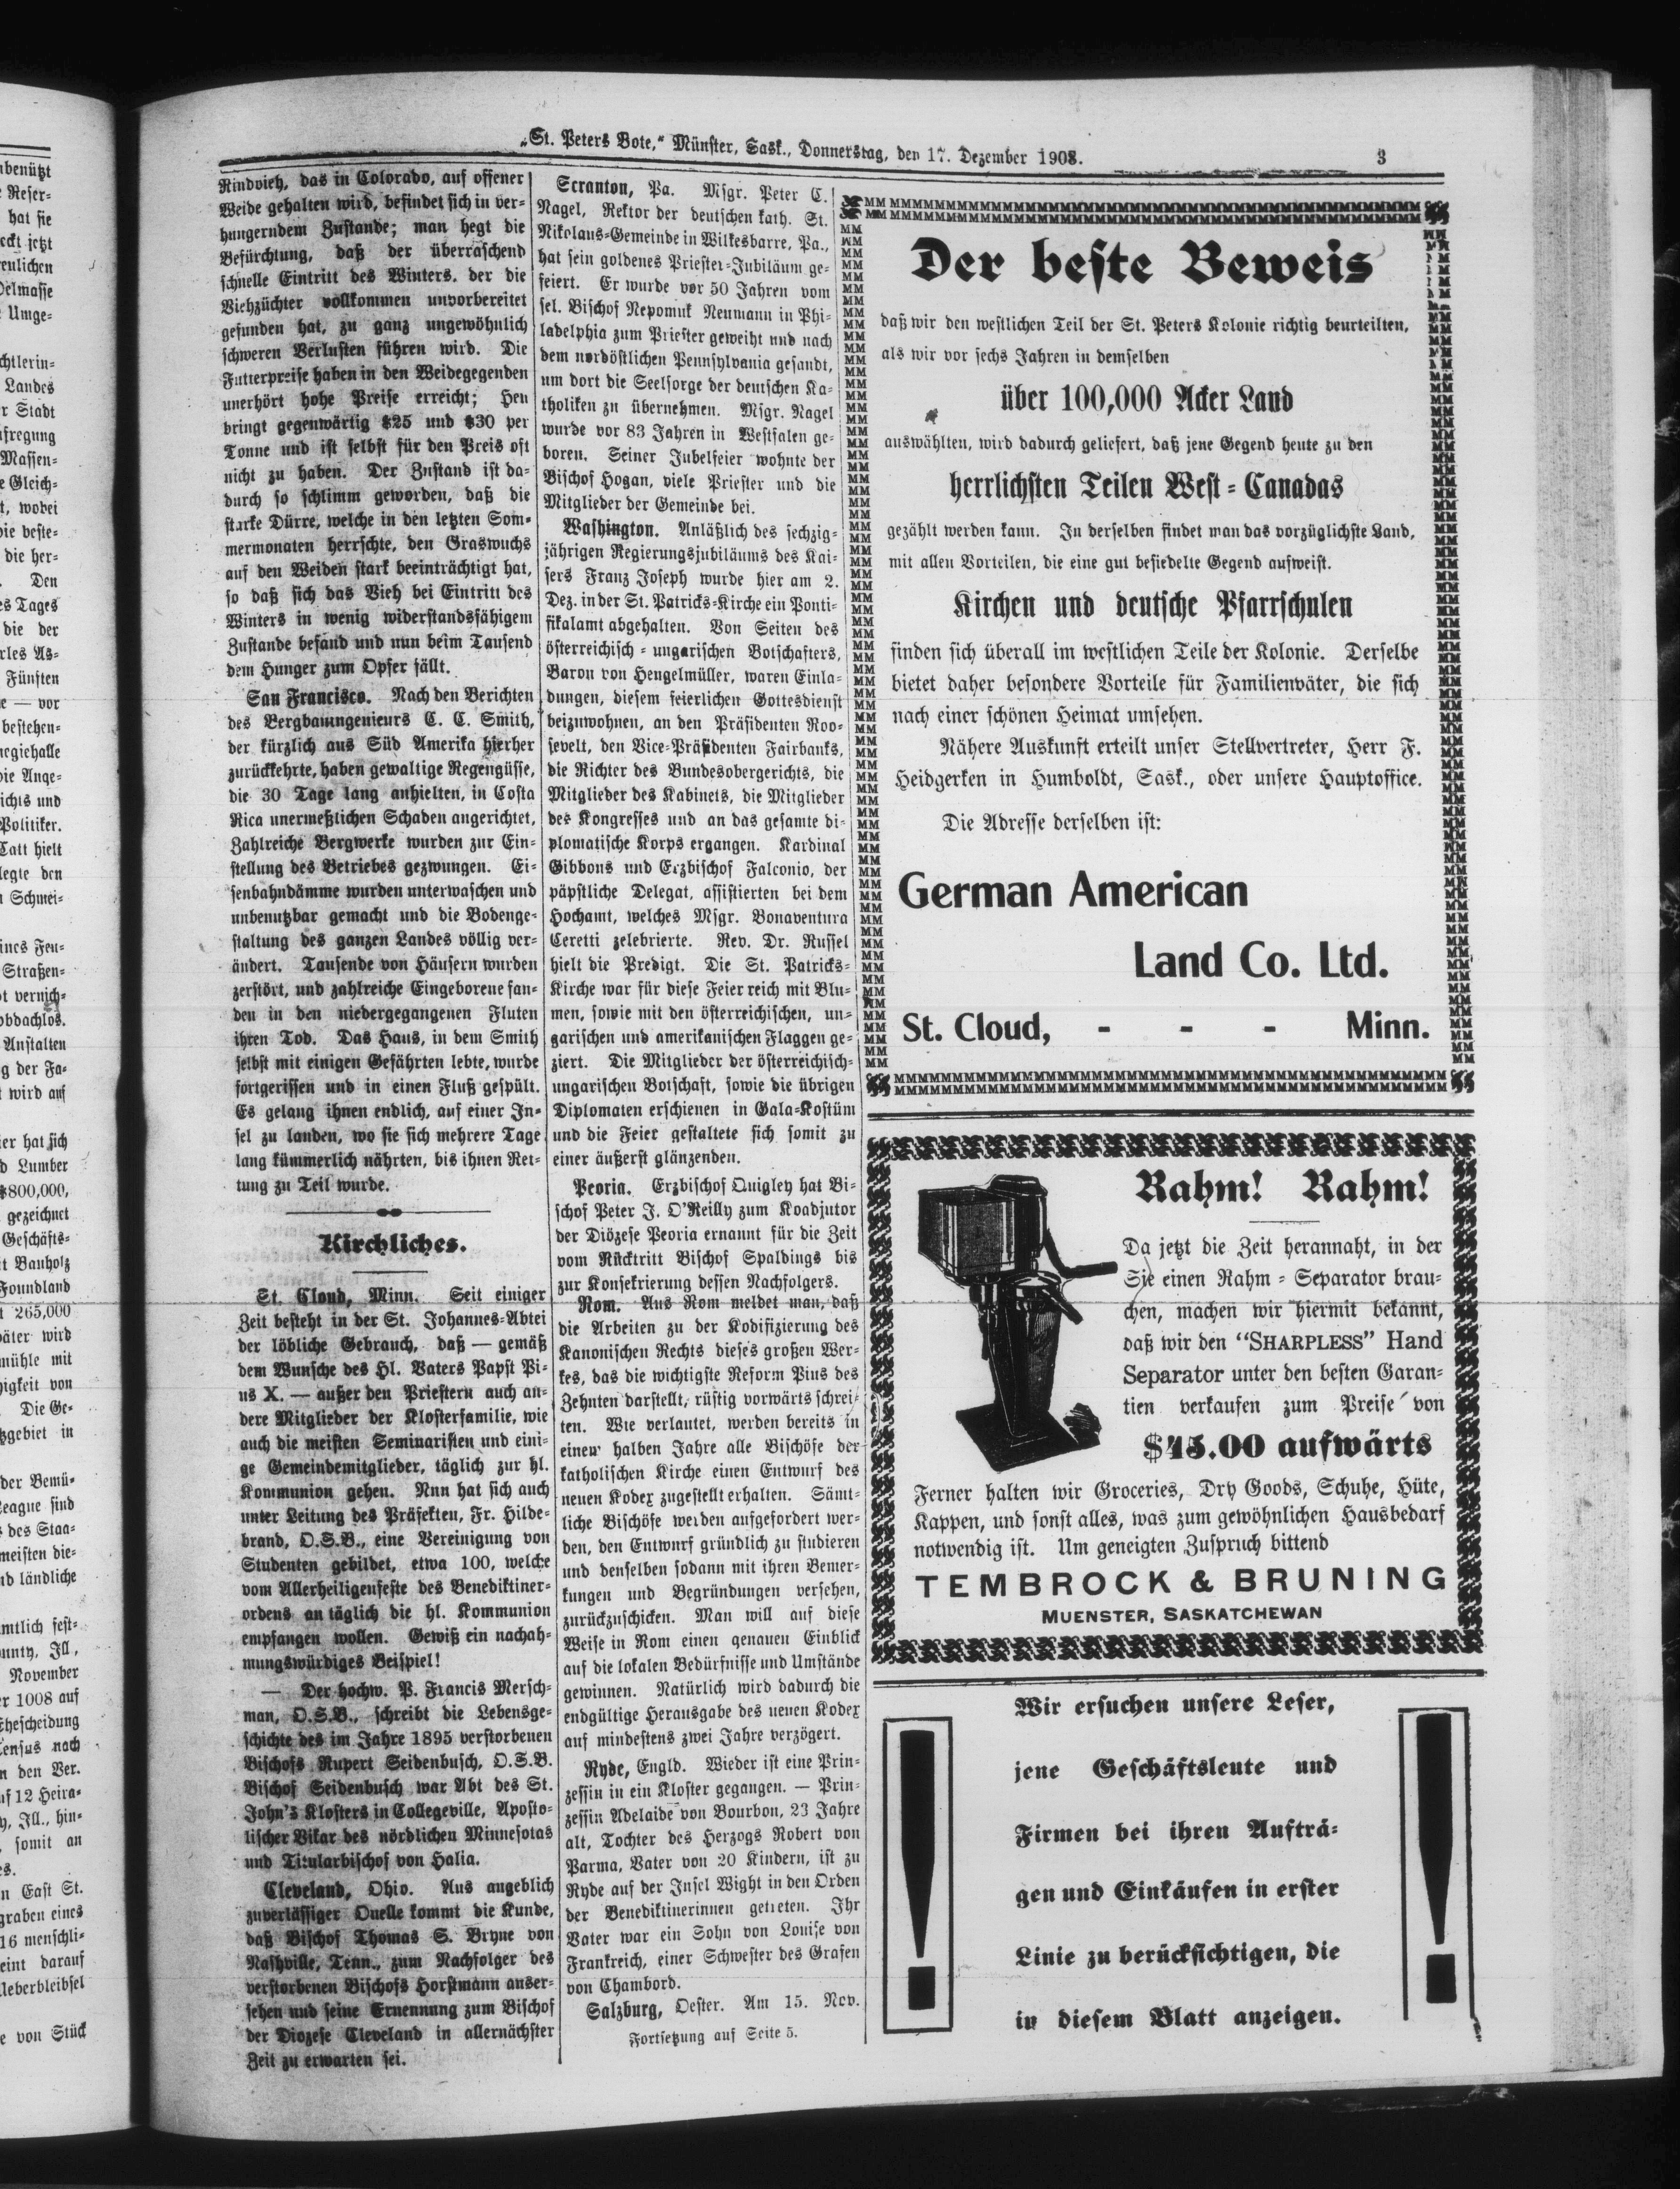 „St. Peters Bote," Münster, Sask., Donnerstag, den 17. Dezember 1908.
3
Rindvieh, das in Colorado, auf offener
Weide gehalten wird, befindet sich in ver-
hungerndem Zustande; man hegt die
Befürchtung, daß der überraschend
schnelle Eintritt des Winters, der die
Viehzüchter vollkommen unvorbereitet
gefunden hat, zu ganz ungewöhnlich
schweren Verlusten führen wird. Die
Futterpreise haben in den Weidegegenden
unerhört hohe Preise erreicht; Heu
bringt gegenwärtig $25 und $30 per
Tonne und ist selbst für den Preis oft
nicht zu haben. Der Zustand ist da-
durch so schlimm geworden, daß die
starke Dürre, welche in den letzten Som-
mermonaten herrschte, den Graswuchs
auf den Weiden stark beeinträchtigt hat,
so daß sich das Vieh bei Eintritt des
Winters in wenig widerstandsfähigem
Zustande befand und nun beim Tausend
dem Hunger zum Opfer fällt.
San Francisco. Nach den Berichten
des Bergbauingenieurs C. C. Smith,
der kürzlich aus Süd Amerika hierher
zurückkehrte, haben gewaltige Regengüsse,
die 30 Tage lang anhielten, in Costa
Rica unermeßlichen Schaden angerichtet.
Zahlreiche Bergwerke wurden zur Ein-
stellung des Betriebes gezwungen. Ei-
senbahndämme wurden unterwaschen und
unbenutzbar gemacht und die Bodenge-
staltung des ganzen Landes völlig ver-
ändert. Tausende von Häusern wurden
zerstört, und zahlreiche Eingeborene fan-
den in den niedergegangenen Fluten
ihren Tod. Das Haus, in dem Smith
selbst mit einigen Gefährten lebte, wurde
fortgerissen und in einen Fluß gespült.
Es gelang ihnen endlich, auf einer In-
sel zu landen, wo sie sich mehrere Tage
lang kümmerlich nährten, bis ihnen Ret-
tung zu Teil wurde.
Kirchliches.
St. Cloud, Minn. Seit einiger
Zeit besteht in der St. Johannes-Abtei
der löbliche Gebrauch, daß — gemäß
dem Wunsche des Hl. Vaters Papst Pi-
us X. — außer den Priestern auch an-
dere Mitglieder der Klosterfamilie, wie
auch die meisten Seminaristen und eini-
ge Gemeindemitglieder, täglich zur hl.
Kommunion gehen. Nun hat sich auch
unter Leitung des Präfekten, Fr. Hilde-
brand, O.S.B., eine Vereinigung von
Studenten gebildet, etwa 100, welche
vom Allerheiligenfeste des Benediktiner-
ordens an täglich die hl. Kommunion
empfangen wollen. Gewiß ein nachah-
mungswürdiges Beispiel!
— Der hochw. P. Francis Mersch-
man, O.S.B., schreibt die Lebensge-
schichte des im Jahre 1895 verstorbenen
Bischofs Rupert Seidenbusch, O.S.B.
Bischof Seidenbusch war Abt des St.
John's Klosters in Collegeville, Aposto-
lischer Vikar des nördlichen Minnesotas
und Titularbischof von Halia.
Cleveland, Ohio. Aus angeblich
zuverlässiger Quelle kommt die Kunde,
daß Bischof Thomas S. Bryne von
Nashville, Tenn., zum Nachfolger des
verstorbenen Bischofs Horstmann auser-
sehen und seine Ernennung zum Bischof
der Diozese Cleveland in allernächster
Zeit zu erwarten sei.
Scranton, Pa. Msgr. Peter C.
Nagel, Rektor der deutschen kath. St.
Nikolaus-Gemeinde in Wilkesbarre, Pa.,
hat sein goldenes Priester-Jubiläum ge-
feiert. Er wurde vor 50 Jahren vom
sel. Bischof Nepomuk Neumann in Phi-
ladelphia zum Priester geweiht und nach
dem nordöstlichen Pennsylvania gesandt,
um dort die Seelsorge der deutschen Ka-
tholiken zu übernehmen. Msgr. Nagel
wurde vor 83 Jahren in Westfalen ge-
boren. Seiner Jubelfeier wohnte der
Bischof Hogan, viele Priester und die
Mitglieder der Gemeinde bei.
Washington. Anläßlich des sechzig-
jährigen Regierungsjubiläums des Kai-
sers Franz Joseph wurde hier am 2.
Dez. in der St. Patricks-Kirche ein Ponti-
fikalamt abgehalten. Von Seiten des
österreichisch-ungarischen Botschafters,
Baron von Hengelmüller, waren Einla-
dungen, diesem feierlichen Gottesdienst
beizuwohnen, an den Präsidenten Roo-
sevelt, den Vice-Präsidenten Fairbanks,
die Richter des Bundesobergerichts, die
Mitglieder des Kabinets, die Mitglieder
des Kongresses und an das gesamte di-
plomatische Korps ergangen. Kardinal
Gibbons und Erzbischof Falconio, der
päpstliche Delegat, assistierten bei dem
Hochamt, welches Msgr. Bonaventura
Ceretti zelebrierte. Rev. Dr. Russel
hielt die Predigt. Die St. Patricks-
Kirche war für diese Feier reich mit Blu-
men, sowie mit den österreichischen, un-
garischen und amerikanischen Flaggen ge-
ziert. Die Mitglieder der österreichisch-
ungarischen Botschaft, sowie die übrigen
Diplomaten erschienen in Gala-Kostüm
und die Feier gestaltete sich somit zu
einer äußerst glänzenden.
Peoria. Erzbischof Quigley hat Bi-
schof Peter J. O'Reilly zum Koadjutor
der Diözese Peoria ernannt für die Zeit
vom Rücktritt Bischof Spaldings bis
zur Konsekrierung dessen Nachfolgers.
Rom. Aus Rom meldet man, daß
die Arbeiten zu der Kodifizierung des
Kanonischen Rechts dieses großen Wer-
kes, das die wichtigste Reform Pius des
Zehnten darstellt, rüstig vorwärts schrei-
ten. Wie verlautet, werden bereits in
einem halben Jahre alle Bischöfe der
katholischen Kirche einen Entwurf des
neuen Kodex zugestellt erhalten. Sämt-
liche Bischöfe werden aufgefordert wer-
den, den Entwurf gründlich zu studieren
und denselben sodann mit ihren Bemer-
kungen und Begründungen versehen,
zurückzuschicken. Man will auf diese
Weise in Rom einen genauen Einblick
auf die lokalen Bedürfnisse und Umstände
gewinnen. Natürlich wird dadurch die
endgültige Herausgabe des neuen Kodex
auf mindestens zwei Jahre verzögert.
Ryde, Engld. Wieder ist eine Prin-
zessin in ein Kloster gegangen. — Prin-
zessin Adelaide von Bourbon, 23 Jahre
alt, Tochter des Herzogs Robert von
Parma, Vater von 20 Kindern, ist zu
Ryde auf der Insel Wight in den Orden
der Benediktinerinnen getreten. Ihr
Vater war ein Sohn von Louise von
Frankreich, einer Schwester des Grafen
von Chambord.
Salzburg, Oester. Am 15. Nov.
Fortsetzung auf Seite 5.
Der beste Beweis
daß wir den westlichen Teil der St. Peters Kolonie richtig beurteilten,
als wir vor sechs Jahren in demselben
über 100,000 Acker Land
auswählten, wird dadurch geliefert, daß jene Gegend heute zu den
herrlichsten Teilen West-Canadas
gezählt werden kann. In derselben findet man das vorzüglichste Land,
mit allen Vorteilen, die eine gut besiedelte Gegend aufweist.
Kirchen und deutsche Pfarrschulen
finden sich überall im westlichen Teile der Kolonie. Derselbe
bietet daher besondere Vorteile für Familienväter, die sich
nach einer schönen Heimat umsehen.
Nähere Auskunft erteilt unser Stellvertreter, Herr F.
Heidgerken in Humboldt, Sask., oder unsere Hauptoffice.
Die Adresse derselben ist:
German American
Land Co. Ltd.
St. Cloud, - - - Minn.
Rahm! Rahm!
Da jetzt die Zeit herannaht, in der
Sie einen Rahm-Separator brau-
chen, machen wir hiermit bekannt,
daß wir den "SHARPLESS" Hand
Separator unter den besten Garan-
tien verkaufen zum Preise von
$45.00 aufwärts
Ferner halten wir Groceries, Dry Goods, Schuhe, Hüte,
Kappen, und sonst alles, was zum gewöhnlichen Hausbedarf
notwendig ist. Um geneigten Zuspruch bittend
TEMBROCK & BRUNING
MUENSTER, SASKATCHEWAN
Wir ersuchen unsere Leser,
jene Geschäftsleute und
Firmen bei ihren Aufträ-
gen und Einkäufen in erster
Linie zu berücksichtigen, die
in diesem Blatt anzeigen.